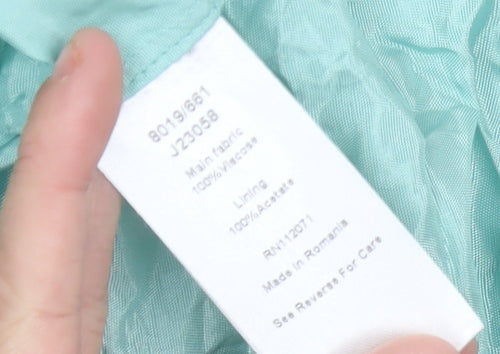 8019/661
J23058
Main fabric
100%Viscose
Lining
100%Acetate
RN112071
Made in Romania
See Reverse For Care